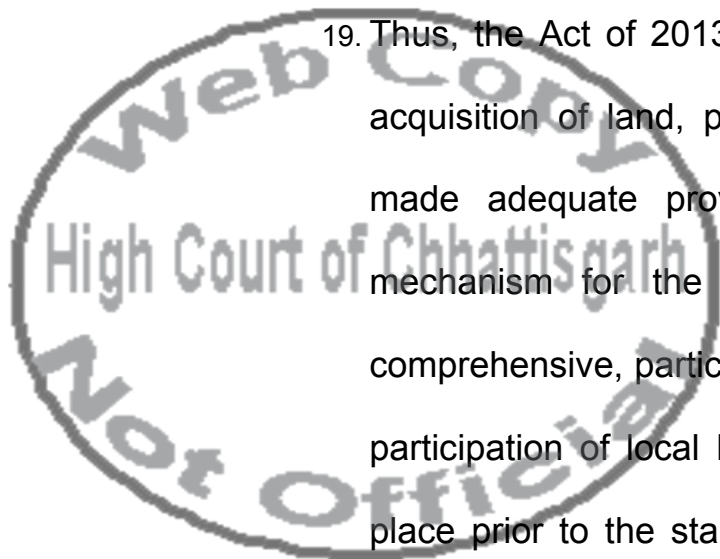 19. Thus, the Act of 2013
Web Copy
acquisition of land, p
made adequate prov
High Court of Chhattisgarh
mechanism for the
comprehensive, partic
participation of local
Not Official
place prior to the sta